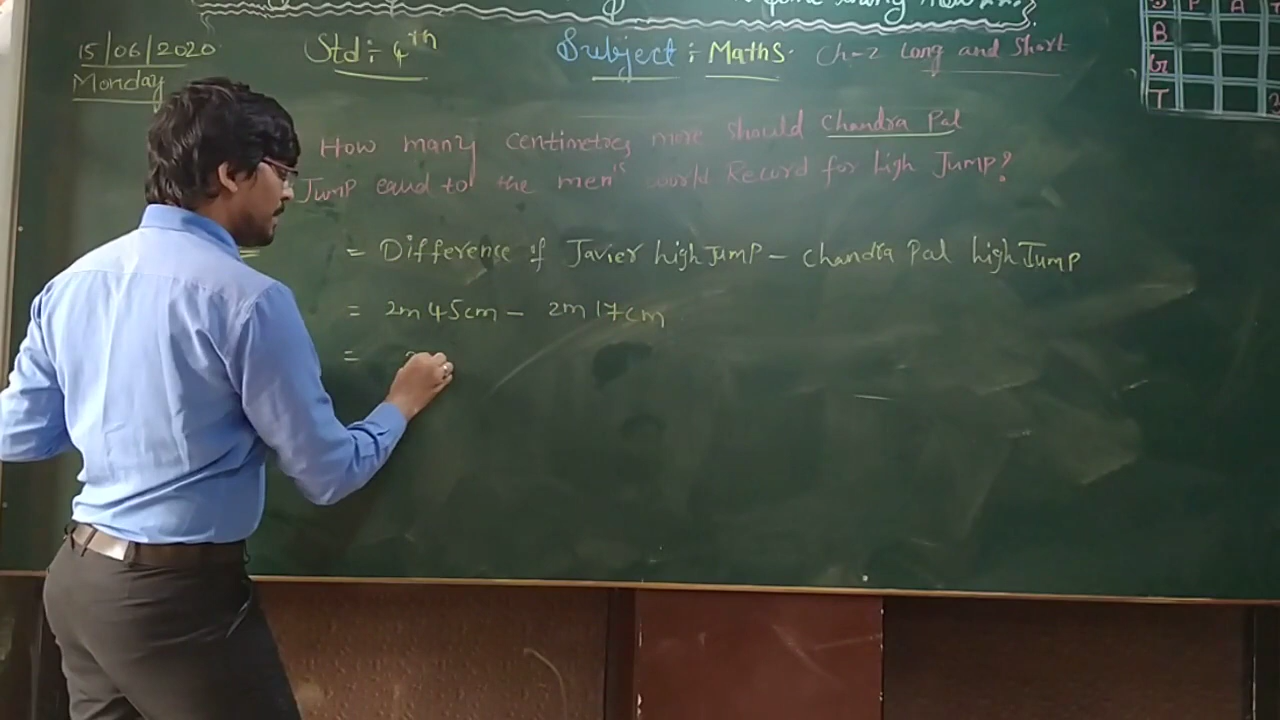 15/06/2020 Std :- 4th Subject : Maths. Ch-2 Long and Short
Monday
How many centimetres more should Chandra Pal
Jump equal to the men's world Record for high Jump?
= Difference of Javier high Jump - chandra Pal high Jump
= 2m 45cm - 2m 17cm
=
P A
B
G
T